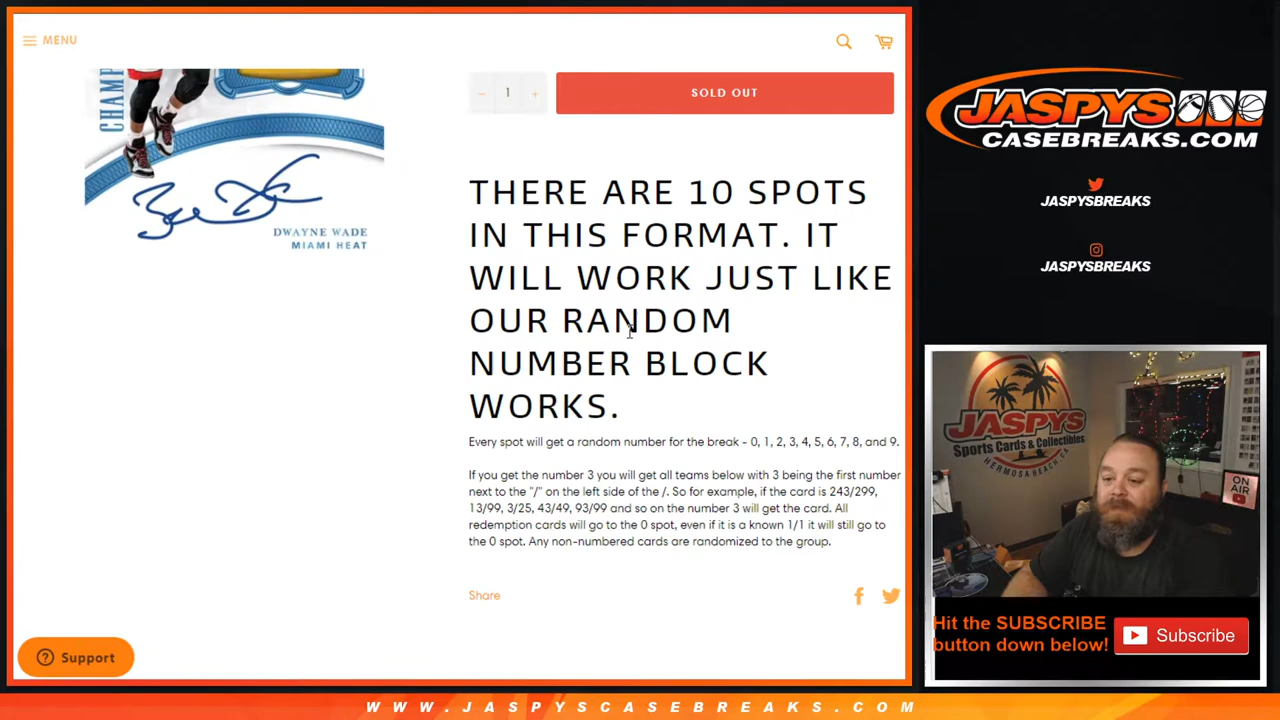 MENU
CHAMP
DWAYNE WADE
MIAMI HEAT
1
SOLD OUT
THERE ARE 10 SPOTS
IN THIS FORMAT. IT
WILL WORK JUST LIKE
OUR RANDOM
NUMBER BLOCK
WORKS.
Every spot will get a random number for the break - 0, 1, 2, 3, 4, 5, 6, 7, 8, and 9.
If you get the number 3 you will get all teams below with 3 being the first number
next to the "/" on the left side of the /. So for example, if the card is 243/299,
13/99, 3/25, 43/49, 93/99 and so on the number 3 will get the card. All
redemption cards will go to the 0 spot, even if it is a known 1/1 it will still go to
the 0 spot. Any non-numbered cards are randomized to the group.
Share
Support
JASPYS
CASEBREAKS.COM
JASPYSBREAKS
JASPYSBREAKS
JASPYS
Sports Cards & Collectibles
HERMOSA BEACH, CA
ON AIR
Hit the SUBSCRIBE
button down below!
Subscribe
WWW.JASPYSCASEBREAKS.COM